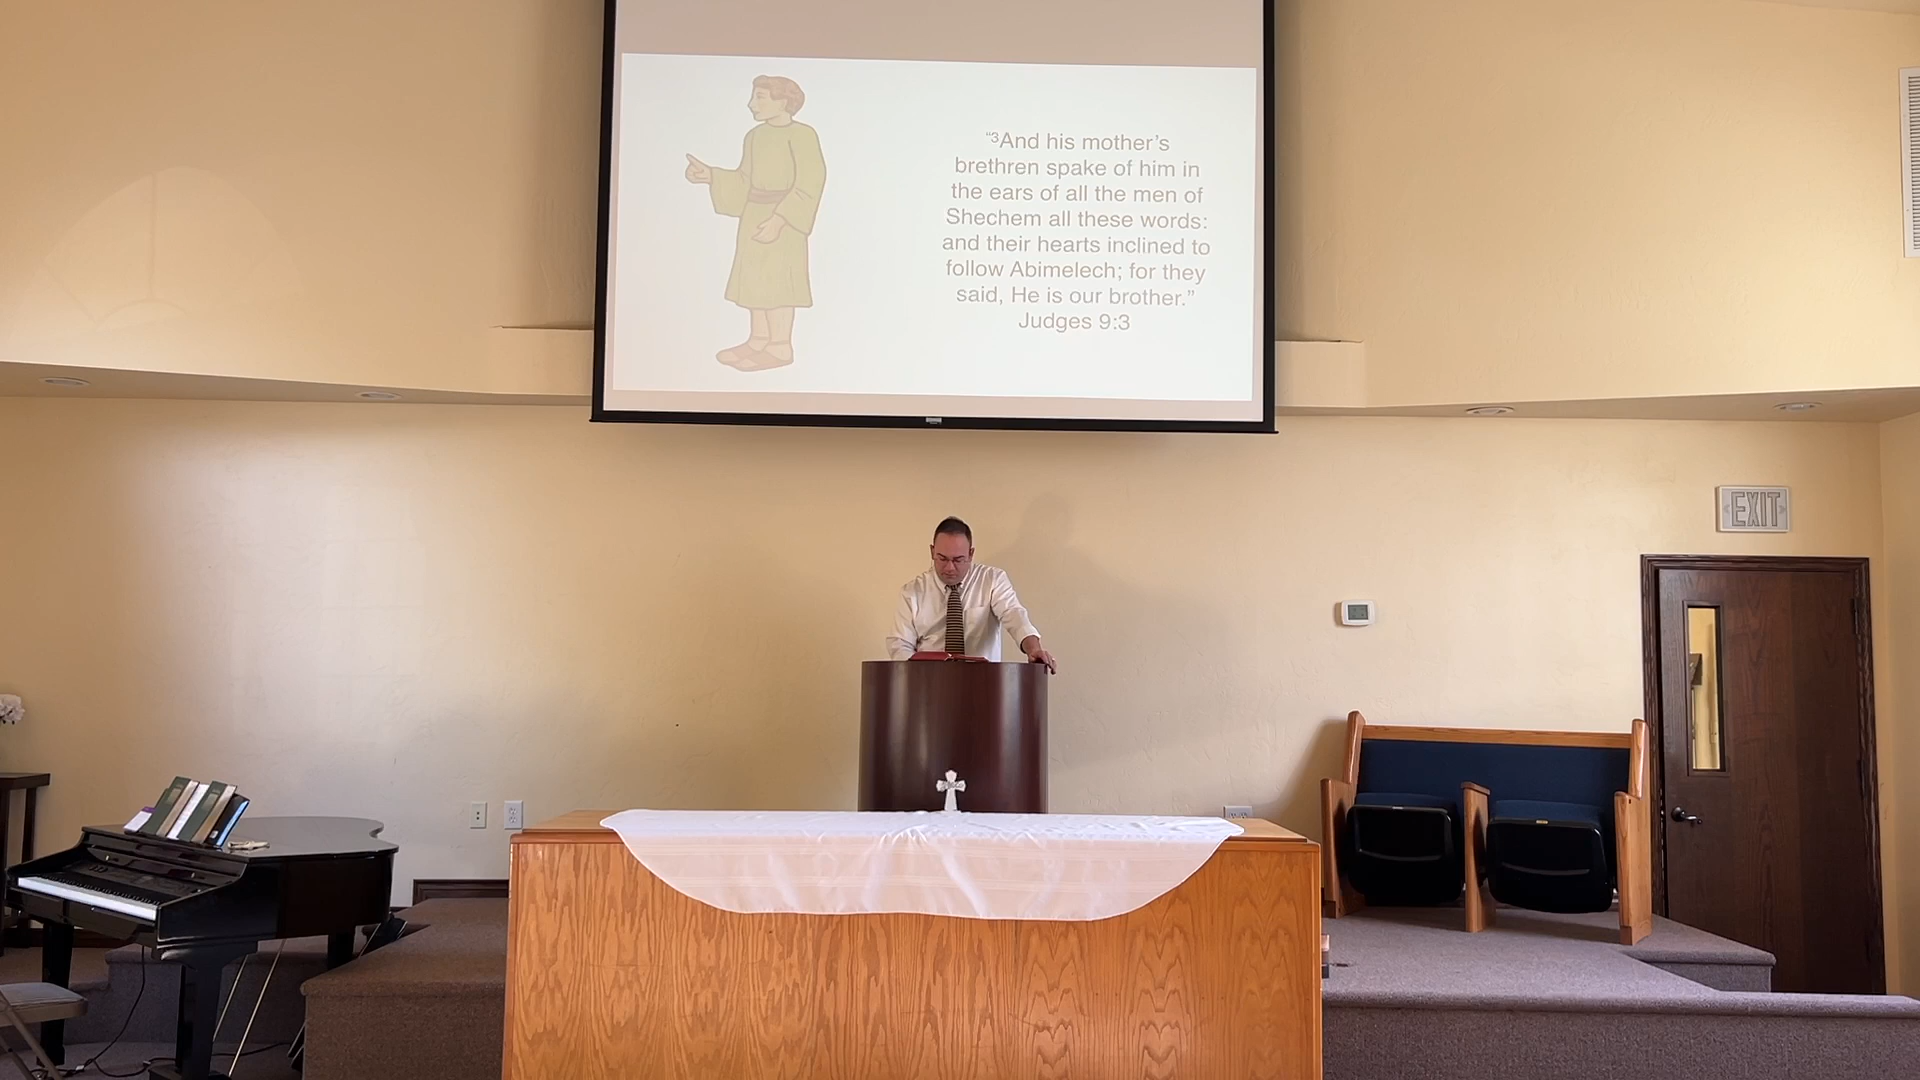 “³And his mother’s
brethren spake of him in
the ears of all the men of
Shechem all these words:
and their hearts inclined to
follow Abimelech; for they
said, He is our brother.”
Judges 9:3
EXIT